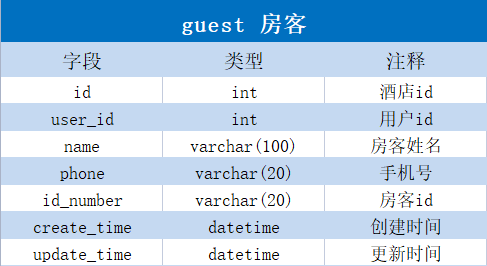 guest 房客
字段 类型 注释
id int 酒店id
user_id int 用户id
name varchar(100) 房客姓名
phone varchar(20) 手机号
id_number varchar(20) 房客id
create_time datetime 创建时间
update_time datetime 更新时间